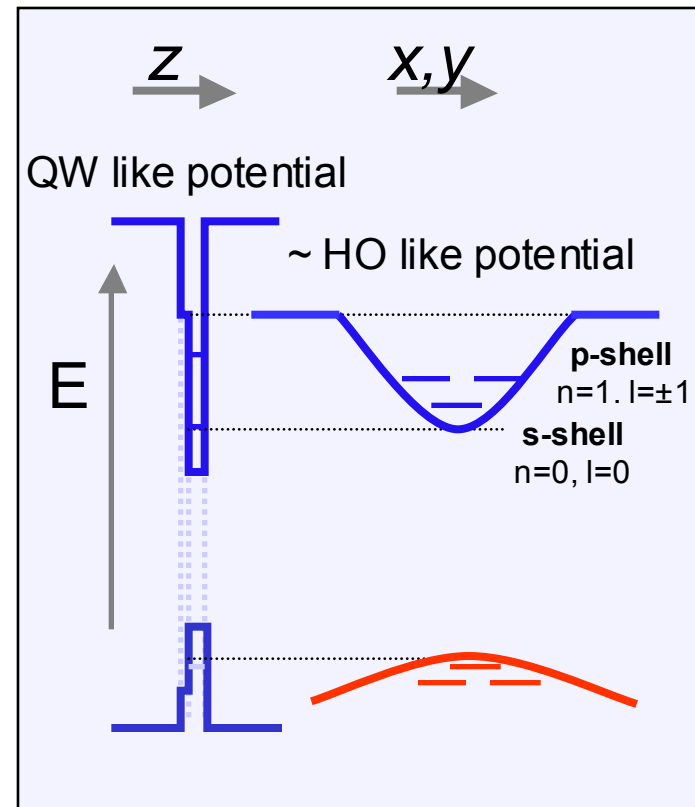 z
x,y
QW like potential
~ HO like potential
E
p-shell
n=1. l=±1
s-shell
n=0, l=0